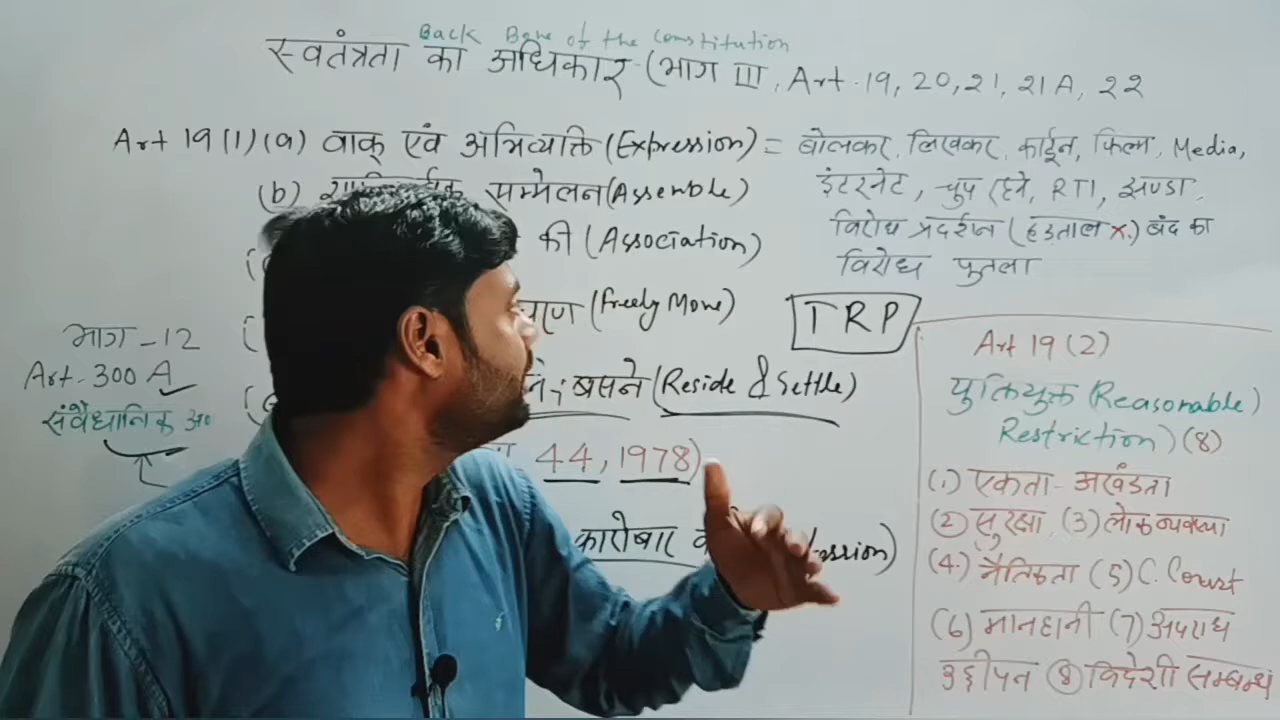 Back Bone of the Constitution
स्वतंत्रता का अधिकार (भाग III, Art. 19, 20, 21, 21A, 22
Art 19(1)(a) वाक् एवं अभिव्यक्ति (Expression) = बोलकर, लिखकर, कार्टून, फिल्म, Media,
इंटरनेट, चुप रहने, RTI, झण्डा,
(b) सम्मेलन (Assemble)
विरोध प्रदर्शन (हड़ताल ×) बंद का
की (Association)
विरोध पुतला
(Freely Move)
TRP
भाग - 12
Art. 300 A
संवैधानिक अ०
बसने (Reside & Settle)
44, 1978)
कारोबार
Art 19 (2)
युक्तियुक्त (Reasonable)
Restriction) (8)
(1) एकता - अखंडता
(2) सुरक्षा (3) लोकव्यवस्था
(4.) नैतिकता (5) C. Court
(6) मानहानी (7) अपराध
उद्दीपन (8) विदेशी सम्बन्ध